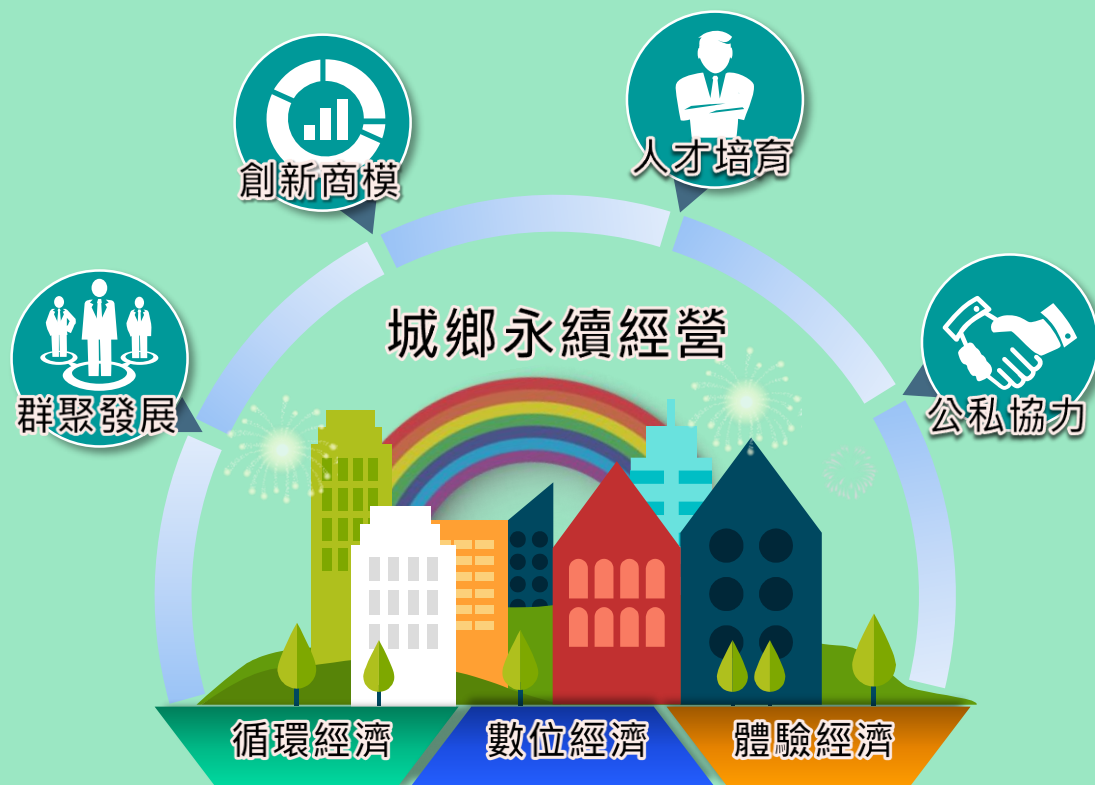 創新商模
人才培育
群聚發展
城鄉永續經營
公私協力
循環經濟
數位經濟
體驗經濟